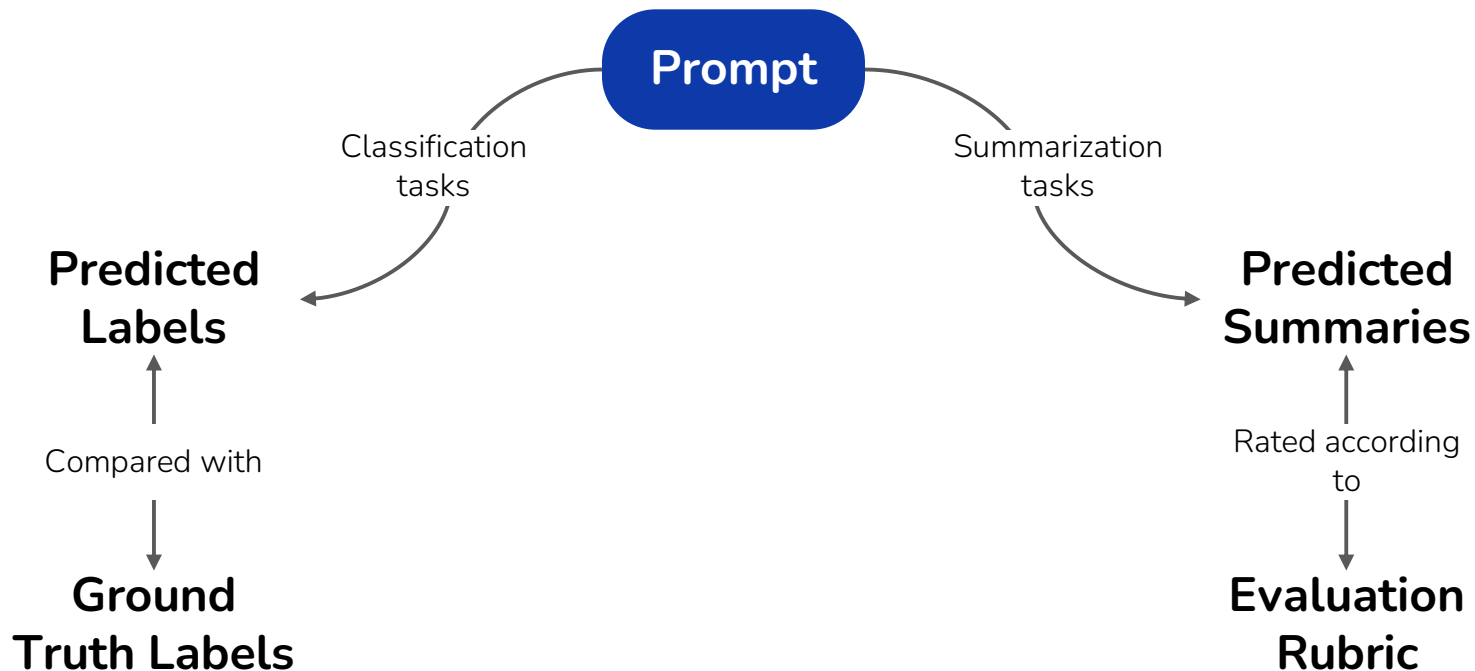 Prompt
Classification
tasks
Summarization
tasks
Predicted
Labels
Predicted
Summaries
Compared with
Rated according
to
Ground
Truth Labels
Evaluation
Rubric